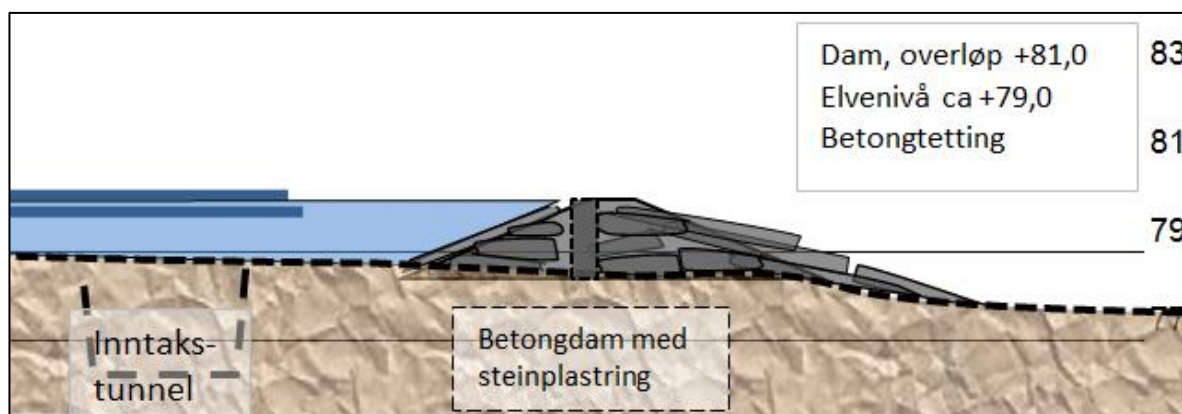 Dam, overløp +81,0
Elvenivå ca +79,0
Betongtetting
83
81
79
Inntaks-
tunnel
Betongdam med
steinplastring